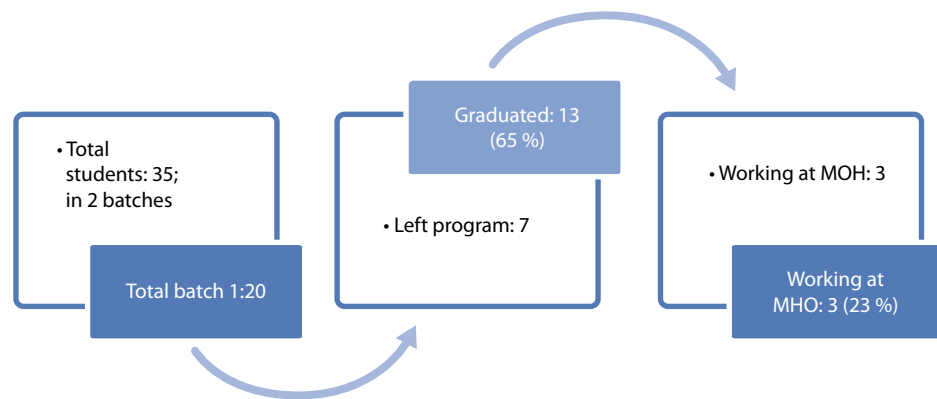 • Total
students: 35;
in 2 batches
Total batch 1:20
Graduated: 13
(65 %)
• Left program: 7
• Working at MOH: 3
Working at
MHO: 3 (23 %)